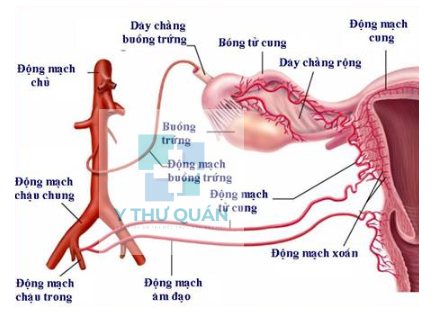 Dây chằng
buồng trứng
Bóng tử cung
Động mạch
cung
Dây chằng rộng
Động mạch
chủ
Buồng
trứng
Động mạch
buồng trứng
Động mạch
chậu chung
Động mạch
tử cung
Y THƯ QUÁN
Động mạch xoắn
Động mạch
chậu trong
Động mạch
âm đạo